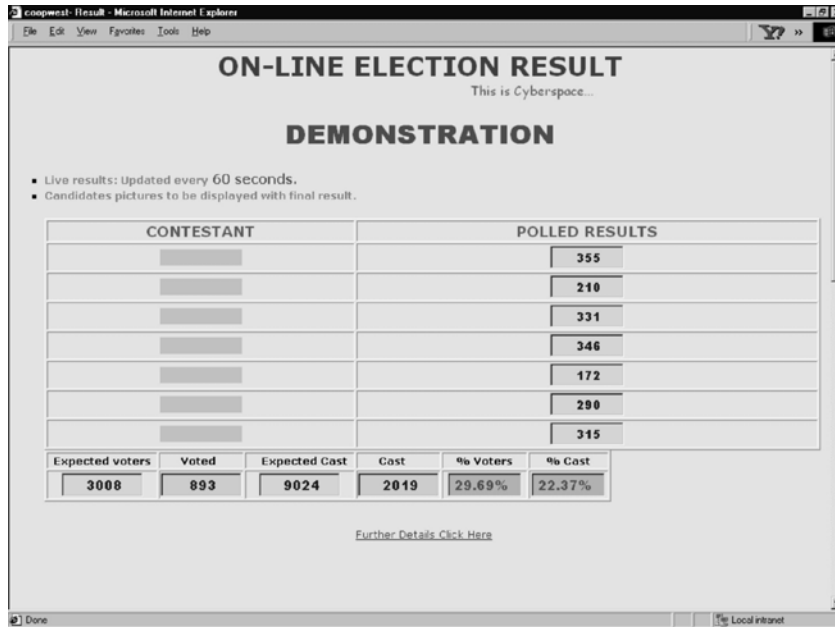 coopwest- Result - Microsoft Internet Explorer
File Edit View Favorites Tools Help
Y? »
ON-LINE ELECTION RESULT
This is Cyberspace...
DEMONSTRATION
Live results: Updated every 60 seconds.
Candidates pictures to be displayed with final result.
CONTESTANT POLLED RESULTS
355
210
331
346
172
290
315
Expected voters Voted Expected Cast Cast % Voters % Cast
3008 893 9024 2019 29.69% 22.37%
Further Details Click Here
Done Local intranet